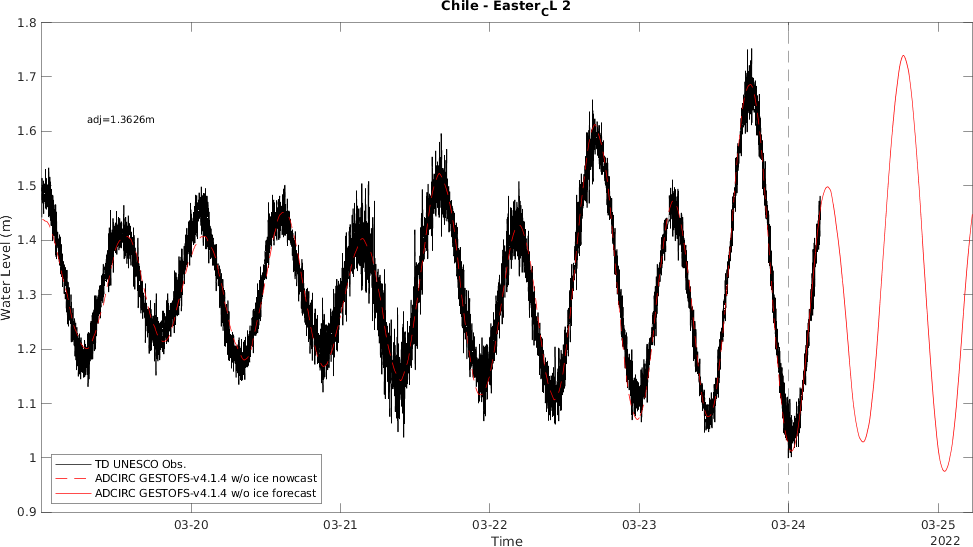 Chile - Easter_CL 2
1.8
1.7
1.6
1.5
1.4
1.3
1.2
1.1
1
0.9
Water Level (m)
adj=1.3626m
TD UNESCO Obs.
ADCIRC GESTOFS-v4.1.4 w/o ice nowcast
ADCIRC GESTOFS-v4.1.4 w/o ice forecast
03-20 03-21 03-22 03-23 03-24 03-25
Time 2022